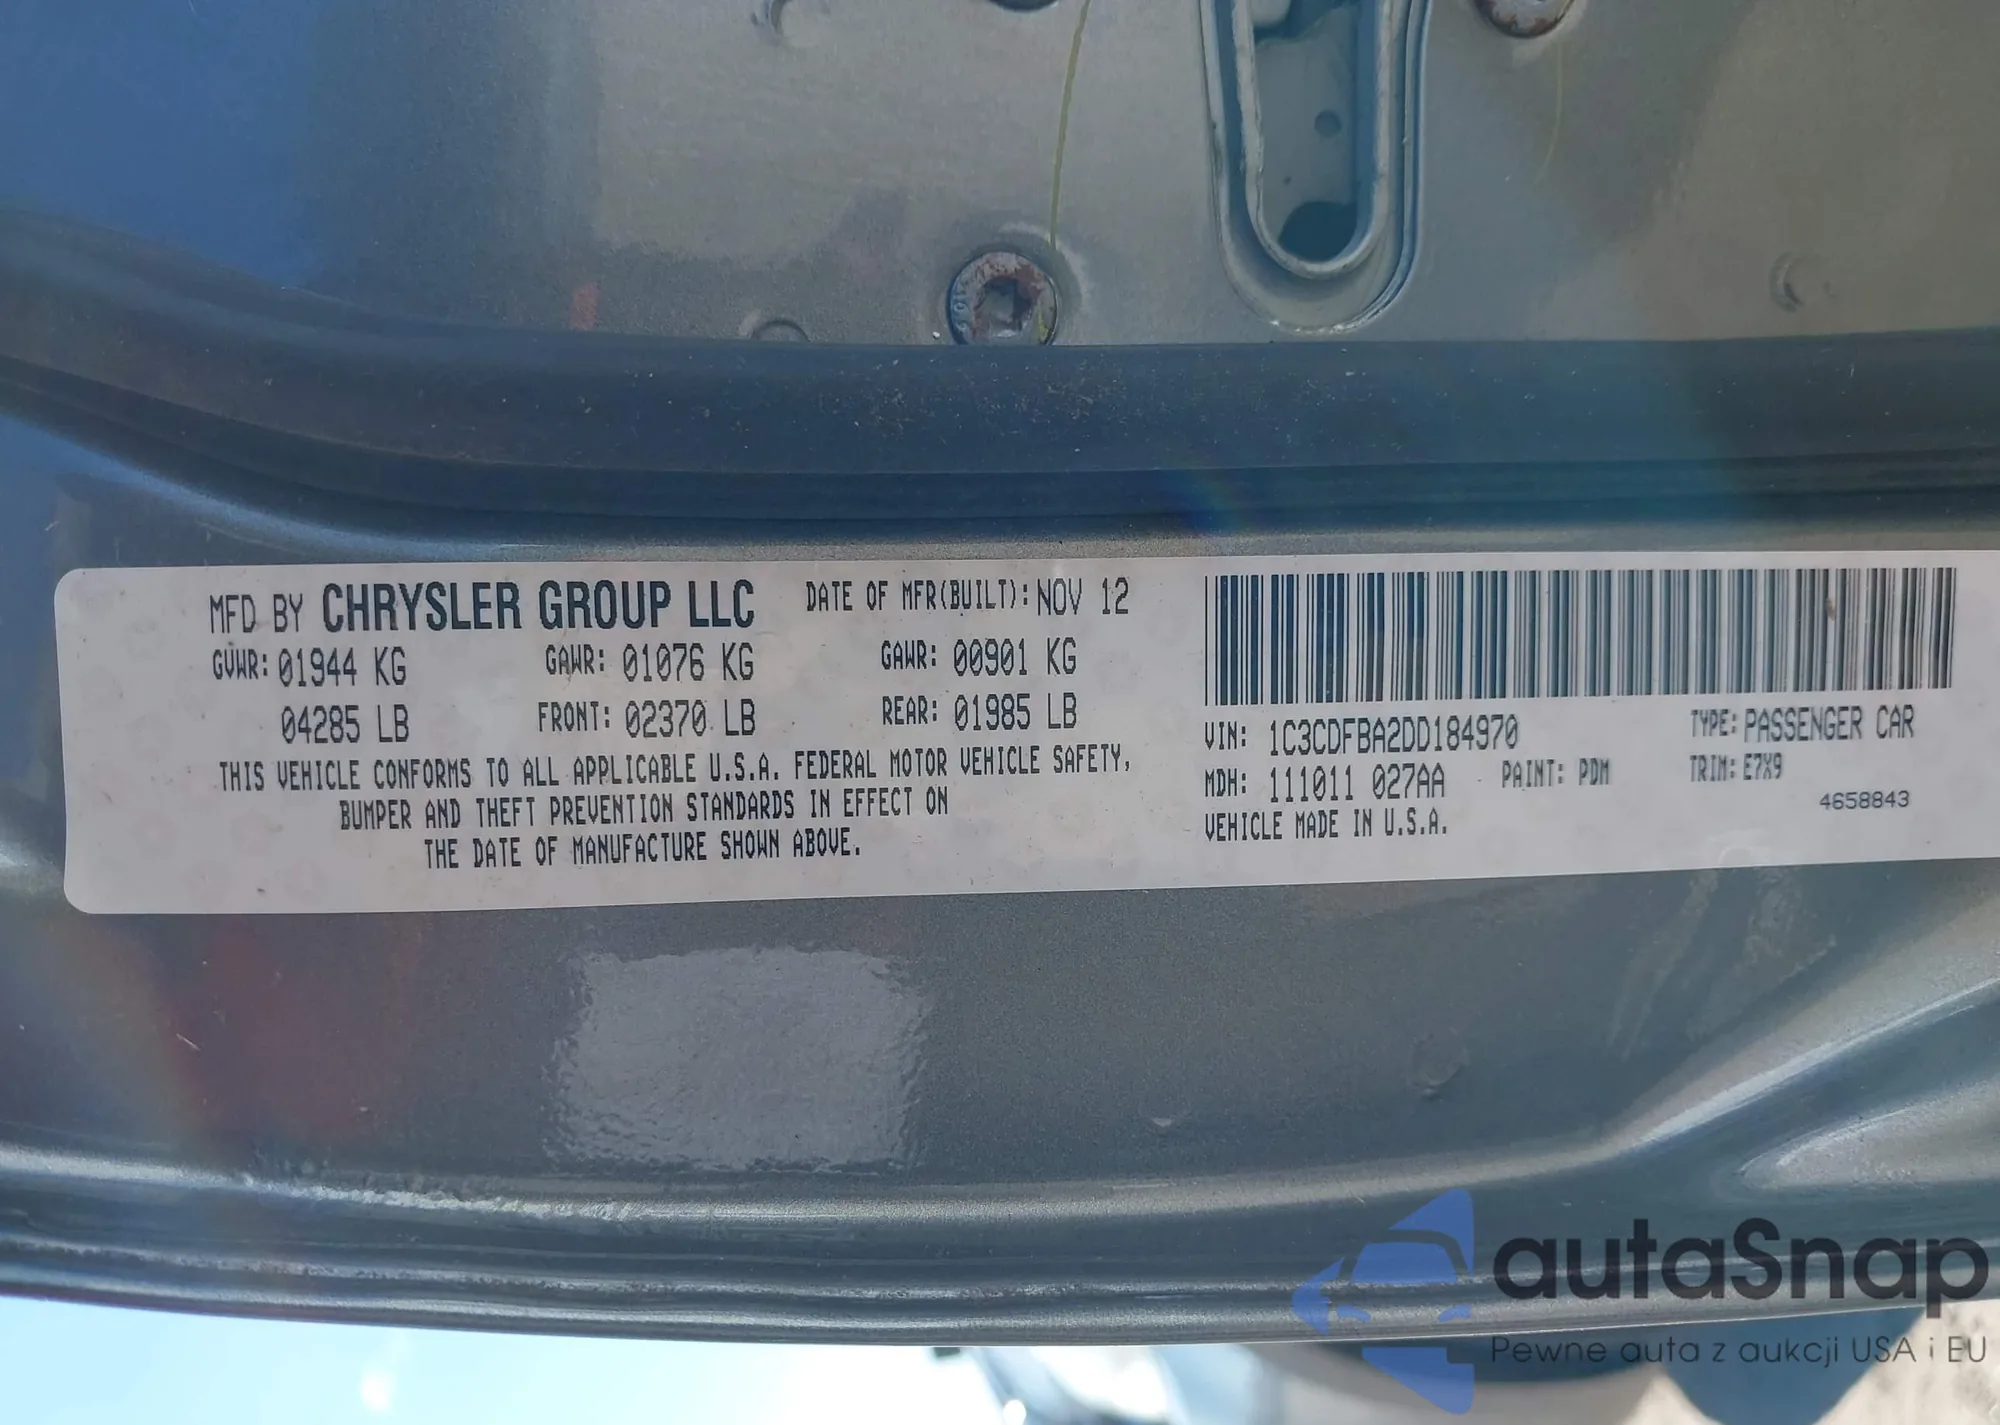 MFD BY CHRYSLER GROUP LLC DATE OF MFR(BUILT): NOV 12
GVWR: 01944 KG GAWR: 01076 KG GAWR: 00901 KG
04285 LB FRONT: 02370 LB REAR: 01985 LB
THIS VEHICLE CONFORMS TO ALL APPLICABLE U.S.A. FEDERAL MOTOR VEHICLE SAFETY,
BUMPER AND THEFT PREVENTION STANDARDS IN EFFECT ON
THE DATE OF MANUFACTURE SHOWN ABOVE.
VIN: 1C3CDFBA2DD184970 TYPE: PASSENGER CAR
MDH: 111011 027AA PAINT: PDM TRIM: E7X9
4658843
VEHICLE MADE IN U.S.A.
autaSnap
Pewne auta z aukcji USA i EU